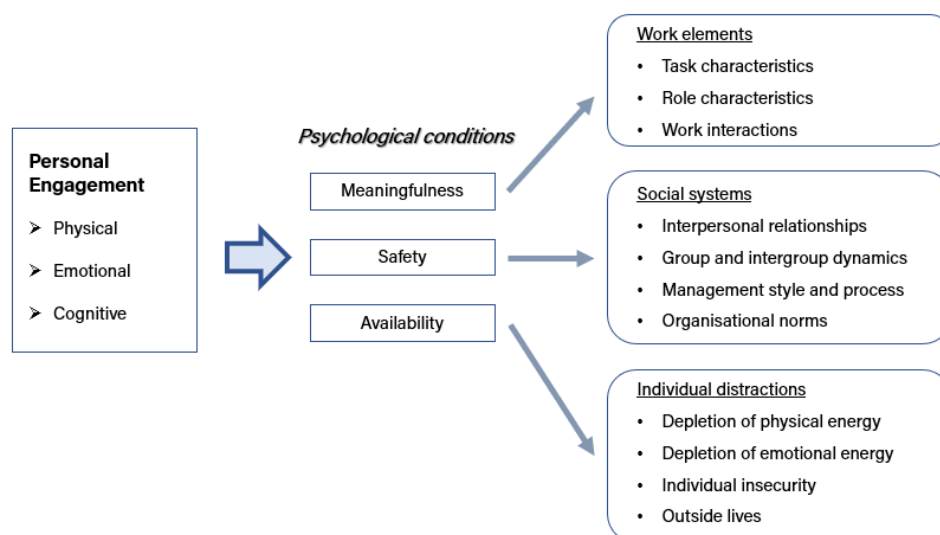 Personal
Engagement
➢ Physical
➢ Emotional
➢ Cognitive
Psychological conditions
Meaningfulness
Safety
Availability
Work elements
• Task characteristics
• Role characteristics
• Work interactions
Social systems
• Interpersonal relationships
• Group and intergroup dynamics
• Management style and process
• Organisational norms
Individual distractions
• Depletion of physical energy
• Depletion of emotional energy
• Individual insecurity
• Outside lives